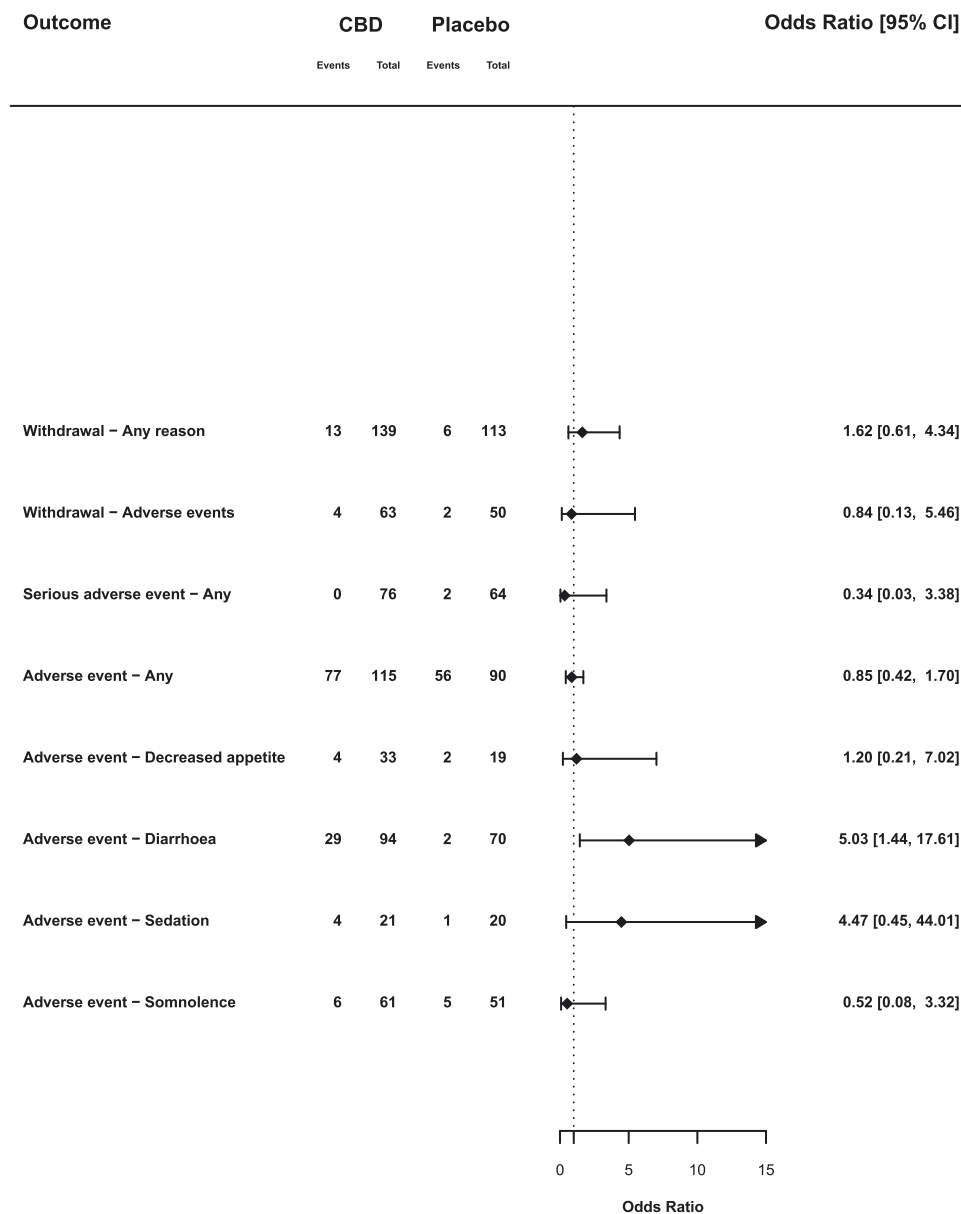 Outcome CBD Placebo Odds Ratio [95% CI]
Events Total Events Total
Withdrawal − Any reason 13 139 6 113 1.62 [0.61, 4.34]
Withdrawal − Adverse events 4 63 2 50 0.84 [0.13, 5.46]
Serious adverse event − Any 0 76 2 64 0.34 [0.03, 3.38]
Adverse event − Any 77 115 56 90 0.85 [0.42, 1.70]
Adverse event − Decreased appetite 4 33 2 19 1.20 [0.21, 7.02]
Adverse event − Diarrhoea 29 94 2 70 5.03 [1.44, 17.61]
Adverse event − Sedation 4 21 1 20 4.47 [0.45, 44.01]
Adverse event − Somnolence 6 61 5 51 0.52 [0.08, 3.32]
0 5 10 15
Odds Ratio